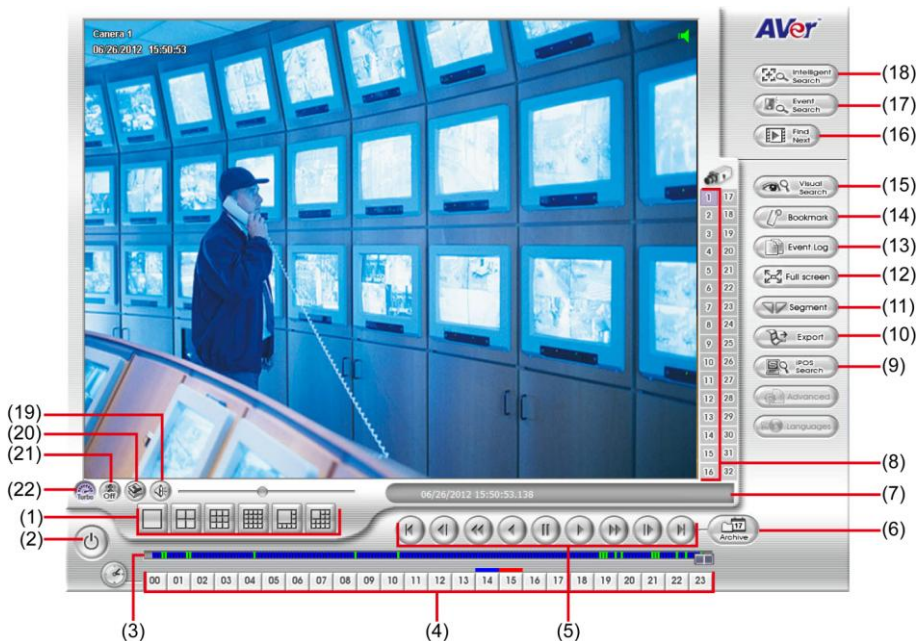 Camera 1
06/26/2012 15:50:53
AVer
Intelligent Search
(18)
Event Search
(17)
Find Next
(16)
Visual Search
(15)
Bookmark
(14)
Event Log
(13)
Full screen
(12)
Segment
(11)
Export
(10)
iPOS Search
(9)
Advanced
Languages
1 17
2 18
3 19
4 20
5 21
6 22
7 23
8 24
9 25
10 26
11 27
12 28
13 29
14 30
15 31
16 32
(8)
(19)
(20)
(21)
(22)
Turbo
Off
06/26/2012 15:50:53.138
(7)
(1)
(2)
17
Archive
(6)
00 01 02 03 04 05 06 07 08 09 10 11 12 13 14 15 16 17 18 19 20 21 22 23
(3)
(4)
(5)